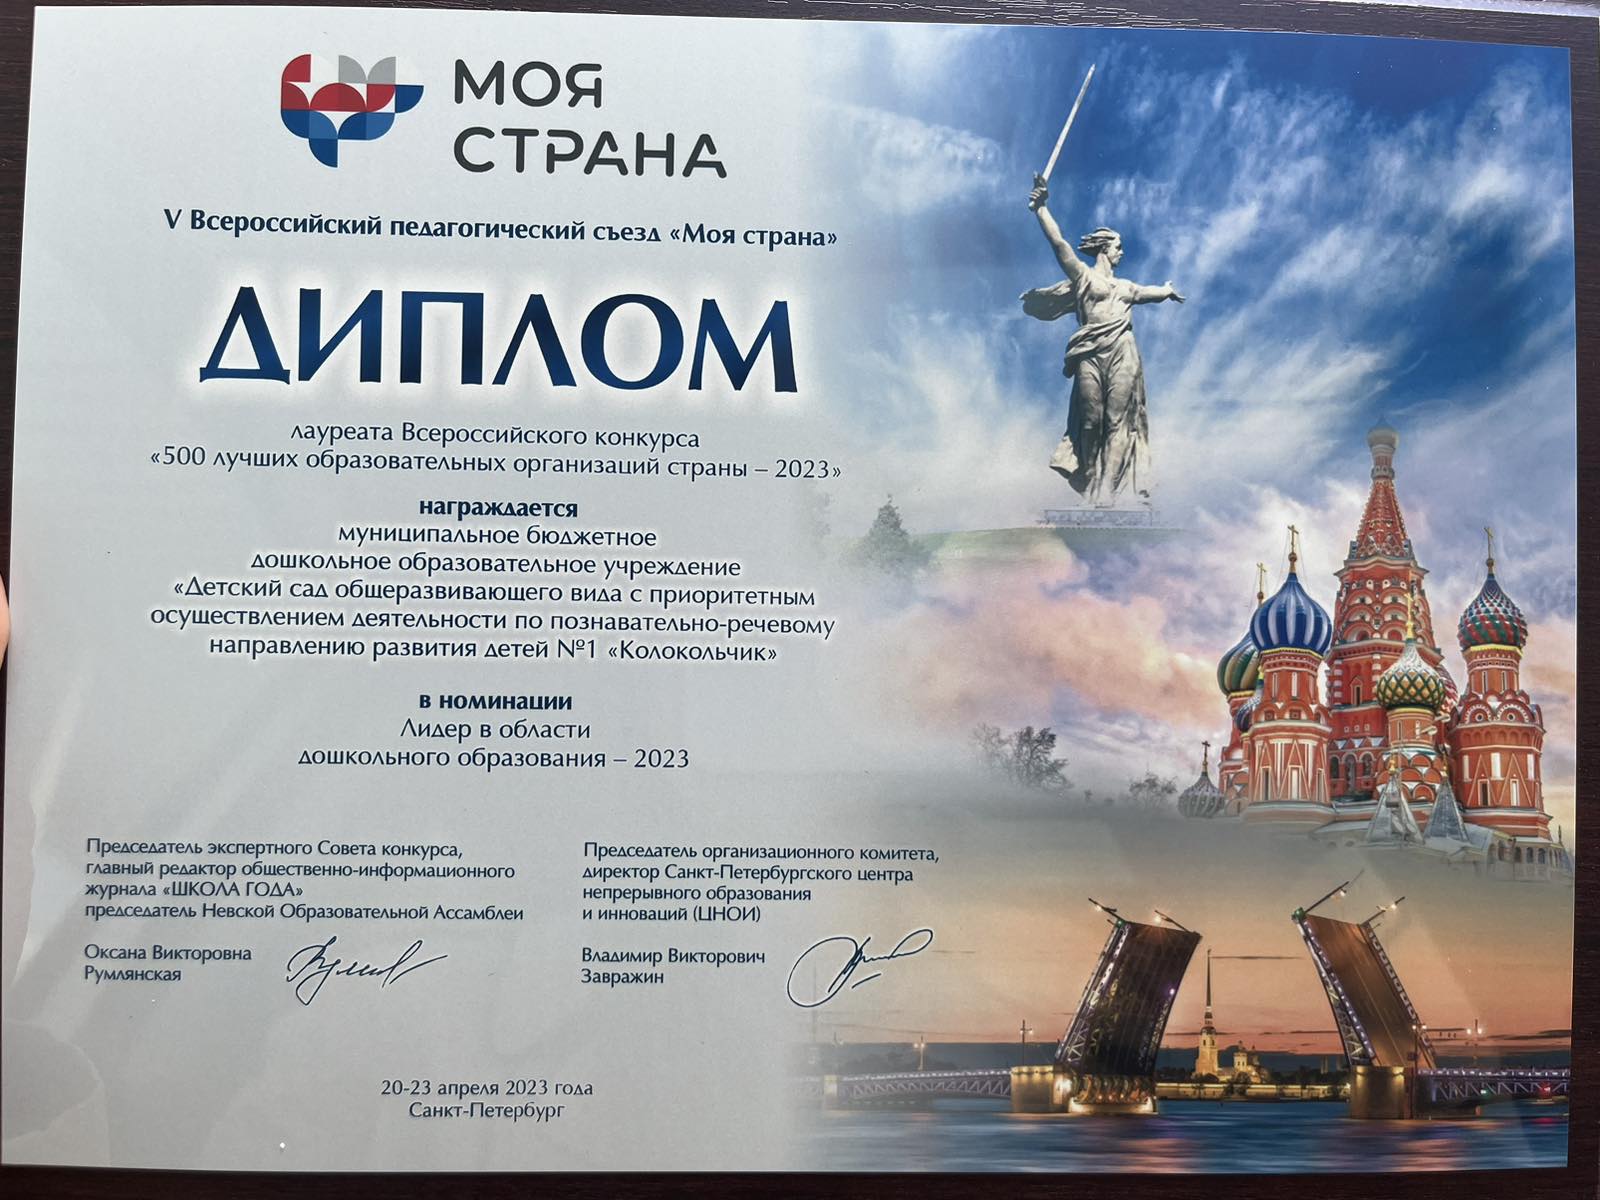 МОЯ
СТРАНА
V Всероссийский педагогический съезд «Моя страна»
ДИПЛОМ
лауреата Всероссийского конкурса
«500 лучших образовательных организаций страны – 2023»
награждается
муниципальное бюджетное
дошкольное образовательное учреждение
«Детский сад общеразвивающего вида с приоритетным
осуществлением деятельности по познавательно-речевому
направлению развития детей №1 «Колокольчик»
в номинации
Лидер в области
дошкольного образования – 2023
Председатель экспертного Совета конкурса,
главный редактор общественно-информационного
журнала «ШКОЛА ГОДА»
председатель Невской Образовательной Ассамблеи
Оксана Викторовна
Румлянская
Председатель организационного комитета,
директор Санкт-Петербургского центра
непрерывного образования
и инноваций (ЦНОИ)
Владимир Викторович
Завражин
20-23 апреля 2023 года
Санкт-Петербург